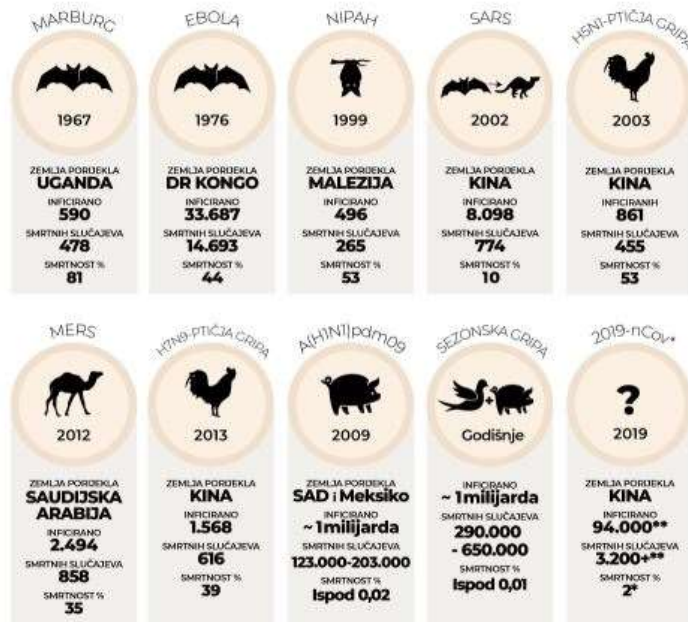 MARBURG
1967
ZEMLJA PORIJEKLA
UGANDA
INFICIRANO
590
SMRTNIH SLUČAJEVA
478
SMRTNOST %
81
EBOLA
1976
ZEMLJA PORIJEKLA
DR KONGO
INFICIRANO
33.687
SMRTNIH SLUČAJEVA
14.693
SMRTNOST %
44
NIPAH
1999
ZEMLJA PORIJEKLA
MALEZIJA
INFICIRANO
496
SMRTNIH SLUČAJEVA
265
SMRTNOST %
53
SARS
2002
ZEMLJA PORIJEKLA
KINA
INFICIRANO
8.098
SMRTNIH SLUČAJEVA
774
SMRTNOST %
10
H5N1-PTIČJA GRIPA
2003
ZEMLJA PORIJEKLA
KINA
INFICIRANIH
861
SMRTNIH SLUČAJEVA
455
SMRTNOST %
53
MERS
2012
ZEMLJA PORIJEKLA
SAUDIJSKA
ARABIJA
INFICIRANO
2.494
SMRTNIH SLUČAJEVA
858
SMRTNOST %
35
H7N9-PTIČJA GRIPA
2013
ZEMLJA PORIJEKLA
KINA
INFICIRANO
1.568
SMRTNIH SLUČAJEVA
616
SMRTNOST %
39
A(H1N1)pdm09
2009
ZEMLJA PORIJEKLA
SAD i Meksiko
INFICIRANO
~ 1milijarda
SMRTNIH SLUČAJEVA
123.000-203.000
SMRTNOST %
Ispod 0,02
SEZONSKA GRIPA
Godišnje
INFICIRANO
~ 1milijarda
SMRTNIH SLUČAJEVA
290.000
- 650.000
SMRTNOST %
Ispod 0,01
2019-nCov*
?
2019
ZEMLJA PORIJEKLA
KINA
INFICIRANO
94.000**
SMRTNIH SLUČAJEVA
3.200+**
SMRTNOST %
2*